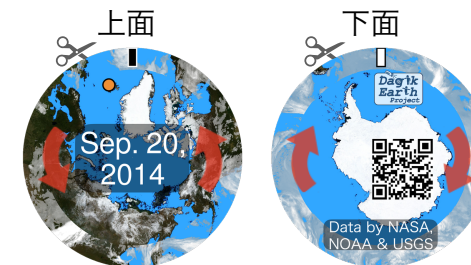 上面
下面
Sep. 20,
2014
Dagik
Earth
Project
Data by NASA,
NOAA & USGS